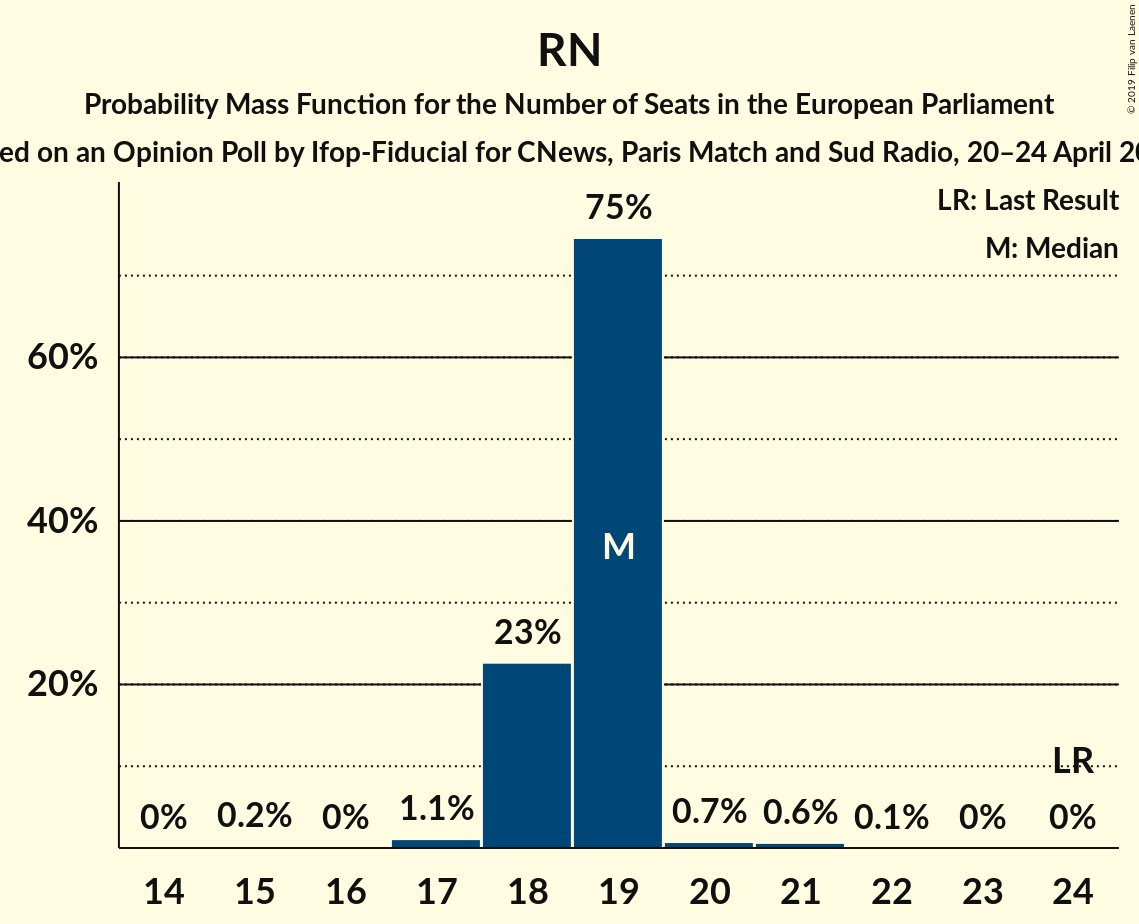 RN
Probability Mass Function for the Number of Seats in the European Parliament
ed on an Opinion Poll by Ifop-Fiducial for CNews, Paris Match and Sud Radio, 20–24 April 20
© 2019 Filip van Laenen
LR: Last Result
M: Median
75%
60%
40%
M
23%
20%
LR
0% 0.2% 0% 1.1% 0.7% 0.6% 0.1% 0% 0%
14 15 16 17 18 19 20 21 22 23 24